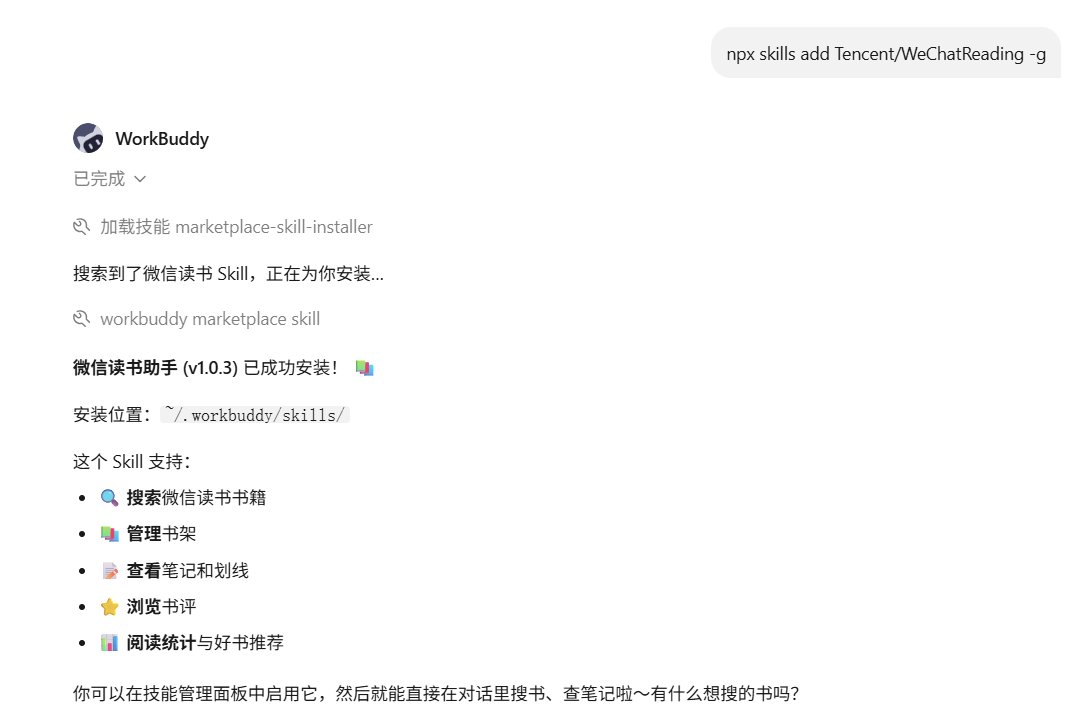 npx skills add Tencent/WeChatReading -g
WorkBuddy
已完成
加载技能 marketplace-skill-installer
搜索到了微信读书 Skill，正在为你安装...
workbuddy marketplace skill
微信读书助手 (v1.0.3) 已成功安装！
安装位置：~/.workbuddy/skills/
这个 Skill 支持：
搜索微信读书书籍
管理书架
查看笔记和划线
浏览书评
阅读统计与好书推荐
你可以在技能管理面板中启用它，然后就能直接在对话里搜书、查笔记啦～有什么想搜的书吗？